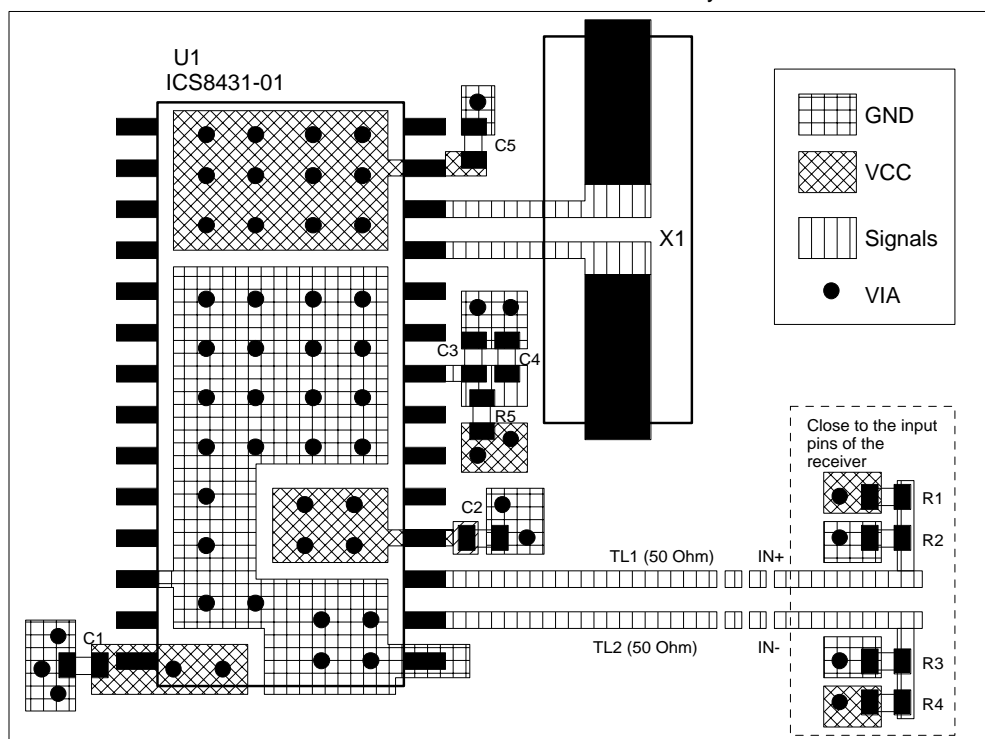 U1
ICS8431-01
C5
GND
VCC
Signals
VIA
X1
C3
C4
R5
Close to the input
pins of the
receiver
R1
C2
R2
TL1 (50 Ohm)
IN+
C1
TL2 (50 Ohm)
IN-
R3
R4